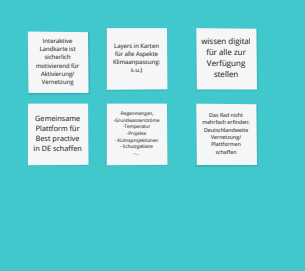 Interaktive
Landkarte ist
sicherlich
motivierend für
Aktivierung/
Vernetzung
Layers in Karten
für alle Aspekte
Klimaanpassung:
s.u.)
wissen digital
für alle zur
Verfügung
stellen
Gemeinsame
Plattform für
Best practive
in DE schaffen
-Regenmengen,
-Grundwasserströme
-Temperatur
-Projekte
- KLimaprojektionen
- Schutzgebiete
-...
Das Rad nicht
mehrfach erfinden:
Deutschlandweite
Vernetzung/
Plattformen
schaffen